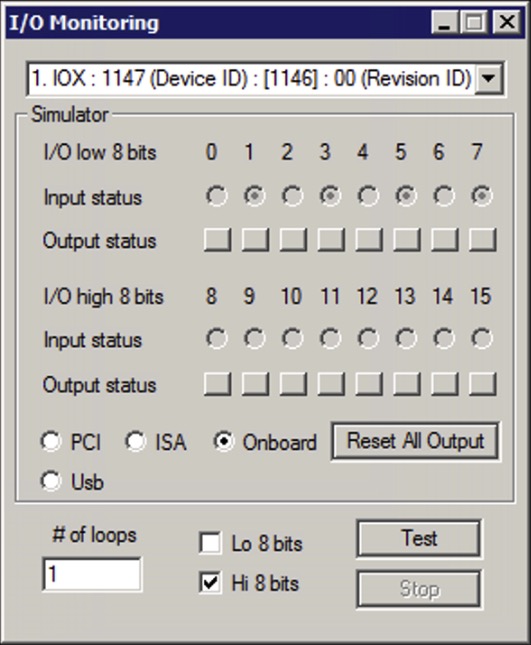 I/O Monitoring
1. IOX : 1147 (Device ID) : [1146] : 00 (Revision ID)
Simulator
I/O low 8 bits 0 1 2 3 4 5 6 7
Input status
Output status
I/O high 8 bits 8 9 10 11 12 13 14 15
Input status
Output status
PCI ISA Onboard Reset All Output
Usb
# of loops Lo 8 bits Test
1 Hi 8 bits Stop